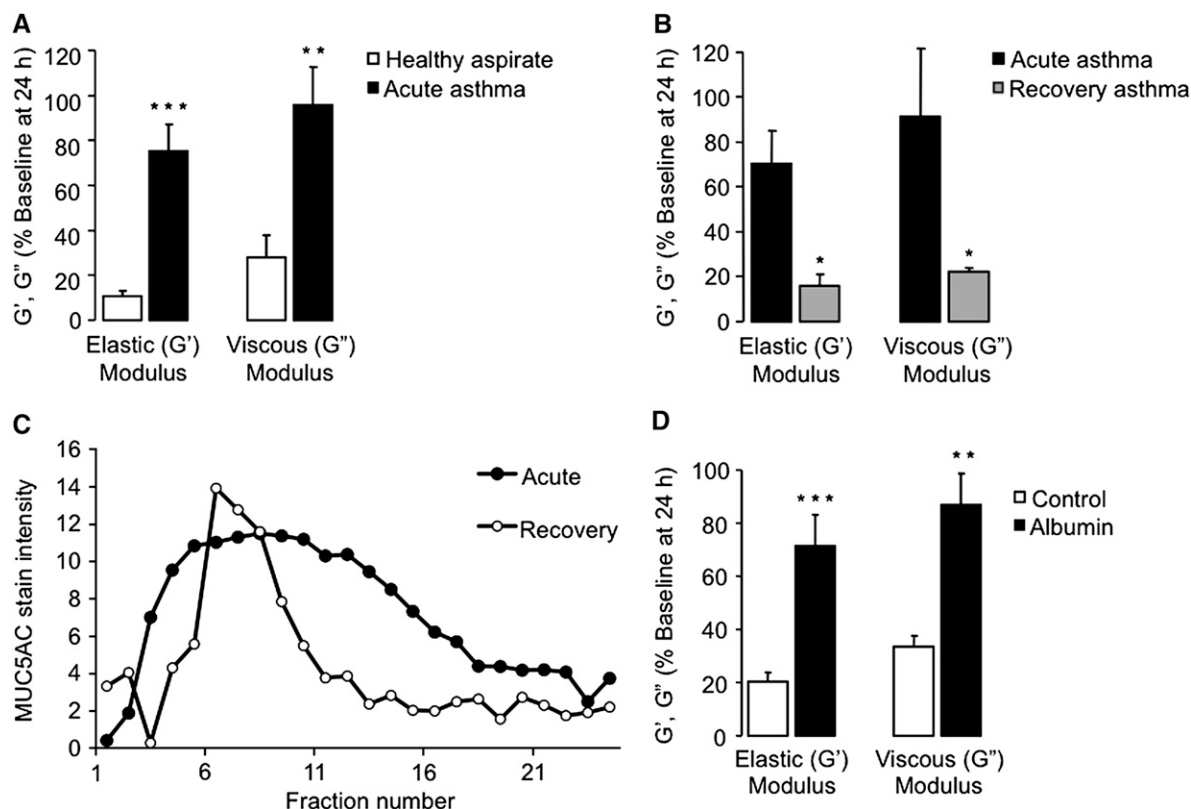 A
120
100
80
60
40
20
0
G’, G” (% Baseline at 24 h)
* * *
* *
Healthy aspirate
Acute asthma
Elastic (G’)
Modulus
Viscous (G”)
Modulus
B
120
100
80
60
40
20
0
G’, G” (% Baseline at 24 h)
*
*
Acute asthma
Recovery asthma
Elastic (G’)
Modulus
Viscous (G”)
Modulus
C
16
14
12
10
8
6
4
2
0
MUC5AC stain intensity
Acute
Recovery
1 6 11 16 21
Fraction number
D
100
80
60
40
20
0
G’, G” (% Baseline at 24 h)
* * *
* *
Control
Albumin
Elastic (G’)
Modulus
Viscous (G”)
Modulus